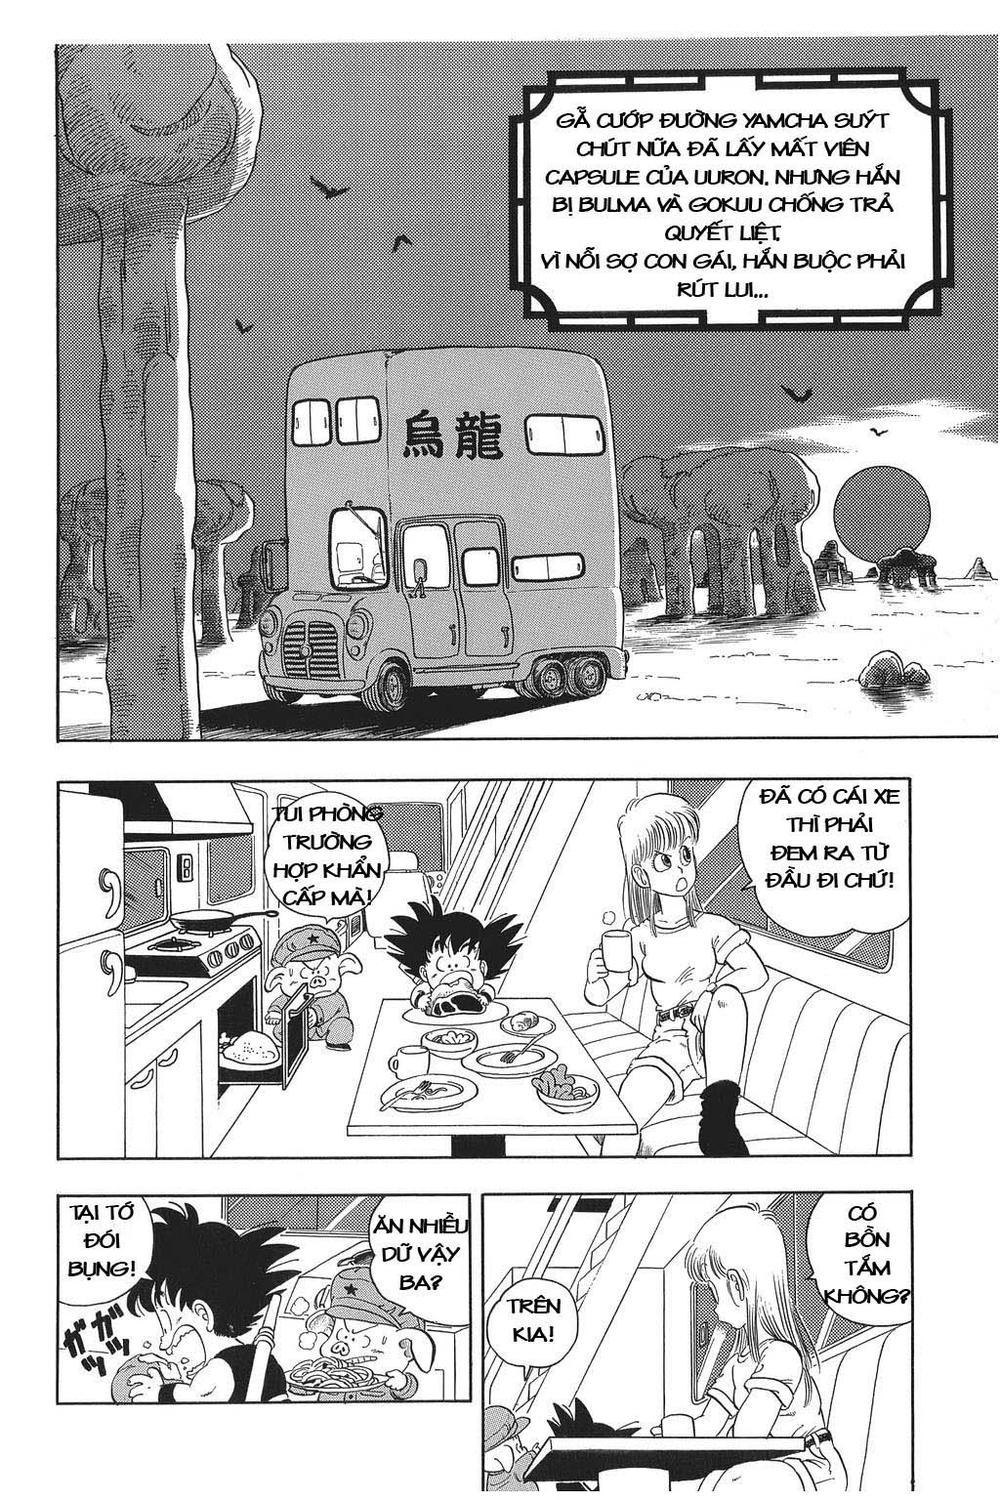 GÃ CƯỚP ĐƯỜNG YAMCHA SUÝT
CHÚT NỮA ĐÃ LẤY MẤT VIÊN
CAPSULE CỦA UURON. NHƯNG HẮN
BỊ BULMA VÀ GOKUU CHỐNG TRẢ
QUYẾT LIỆT.
VÌ NỖI SỢ CON GÁI, HẮN BUỘC PHẢI
RÚT LUI...
烏龍
ĐÃ CÓ CÁI XE
THÌ PHẢI
ĐEM RA TỪ
ĐẦU ĐI CHỨ!
TUI PHÒNG
TRƯỜNG
HỢP KHẨN
CẤP MÀ!
TẠI TỚ
ĐÓI
BỤNG!
ĂN NHIỀU
DỮ VẬY
BA?
ガガ
ガツツ
CÓ
BỒN
TẮM
KHÔNG?
TRÊN
KIA!